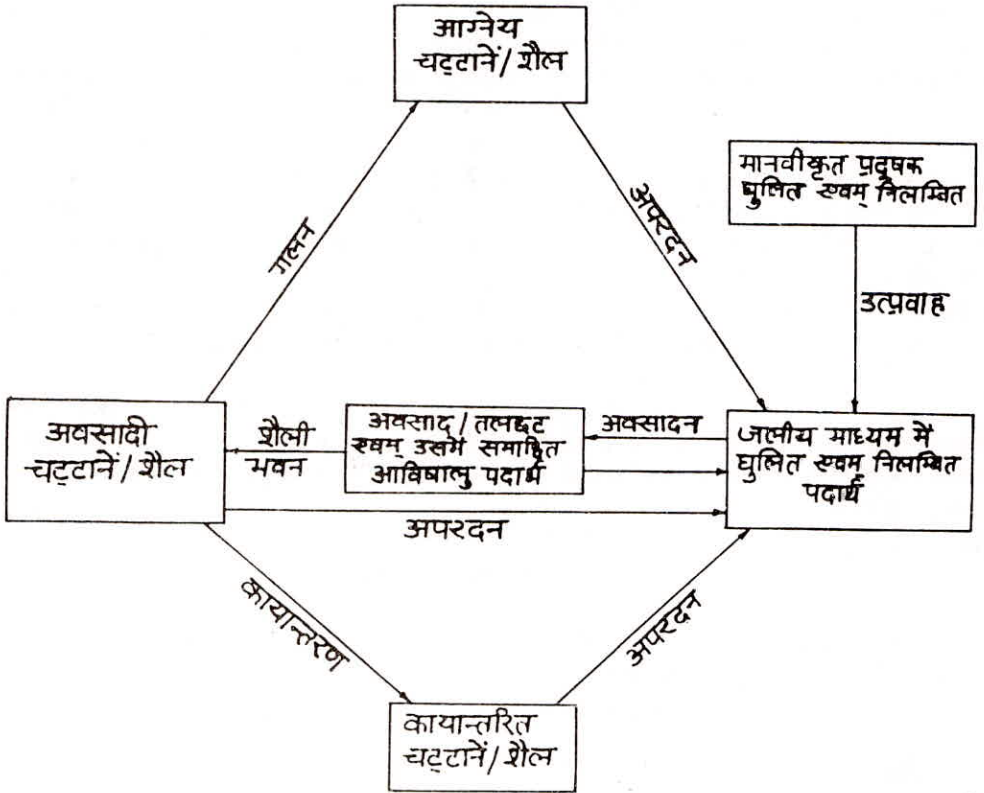 आग्नेय
चट्टानें/शैल
मानवीकृत प्रदूषक
घुलित एवम् निलम्बित
गलन
अपरदन
उत्प्रवाह
अवसादी
चट्टानें/शैल
शैली
भवन
अवसाद/तलछट
एवम् उसमें समाहित
आविषालु पदार्थ
अवसादन
जलीय माध्यम में
घुलित एवम् निलम्बित
पदार्थ
अपरदन
कायान्तरण
अपरदन
कायान्तरित
चट्टानें/शैल